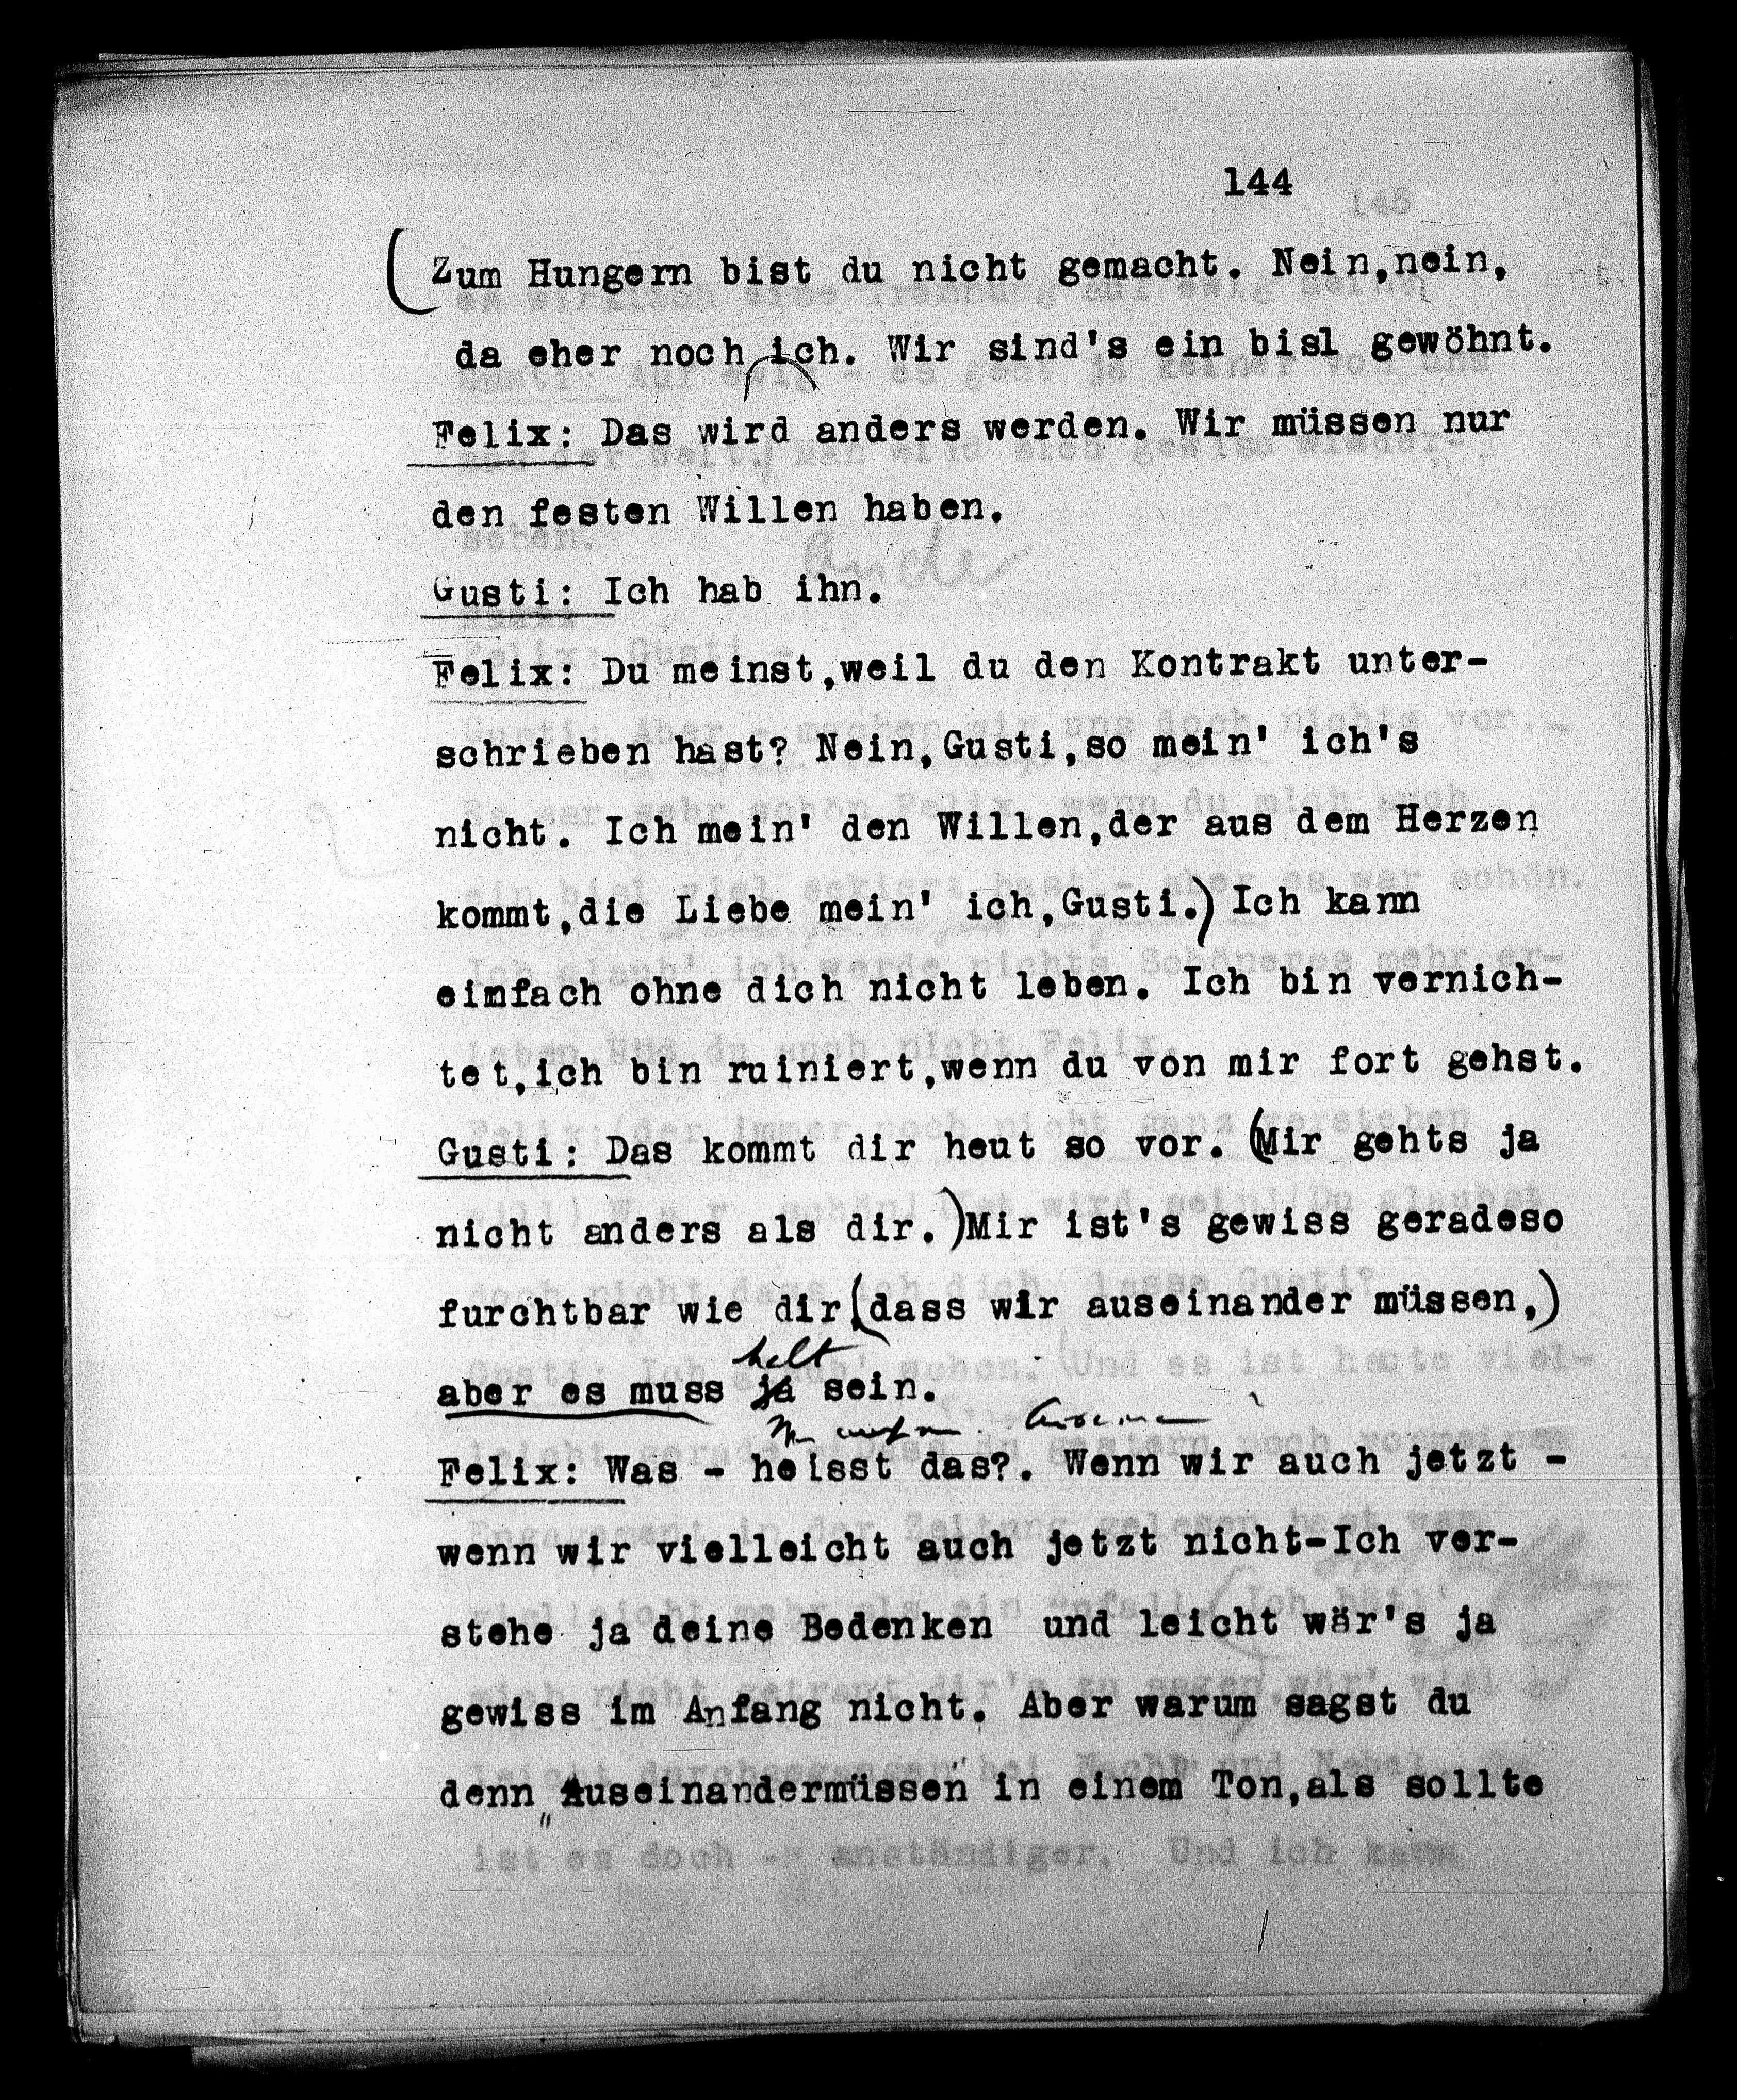 144
(Zum Hungern bist du nicht gemacht. Nein,nein,
da eher noch ich. Wir sind's ein bisl gewöhnt.
Felix: Das wird anders werden. Wir müssen nur
den festen Willen haben.
Gusti: Ich hab ihn.
Felix: Du meinst,weil du den Kontrakt unter-
schrieben hast? Nein,Gusti,so mein' ich's
nicht. Ich mein' den Willen,der aus dem Herzen
kommt,die Liebe mein' ich,Gusti.) Ich kann
einfach ohne dich nicht leben. Ich bin vernich-
tet,ich bin ruiniert,wenn du von mir fort gehst.
Gusti: Das kommt dir heut so vor. (Mir gehts ja
nicht anders als dir.)Mir ist's gewiss geradeso
furchtbar wie dir,(dass wir auseinander müssen,)
halt
aber es muss ja sein.
Felix: Was - heisst das?. Wenn wir auch jetzt -
wenn wir vielleicht auch jetzt nicht-Ich ver-
stehe ja deine Bedenken und leicht wär's ja
gewiss im Anfang nicht. Aber warum sagst du
denn „Auseinandermüssen" in einem Ton,als sollte